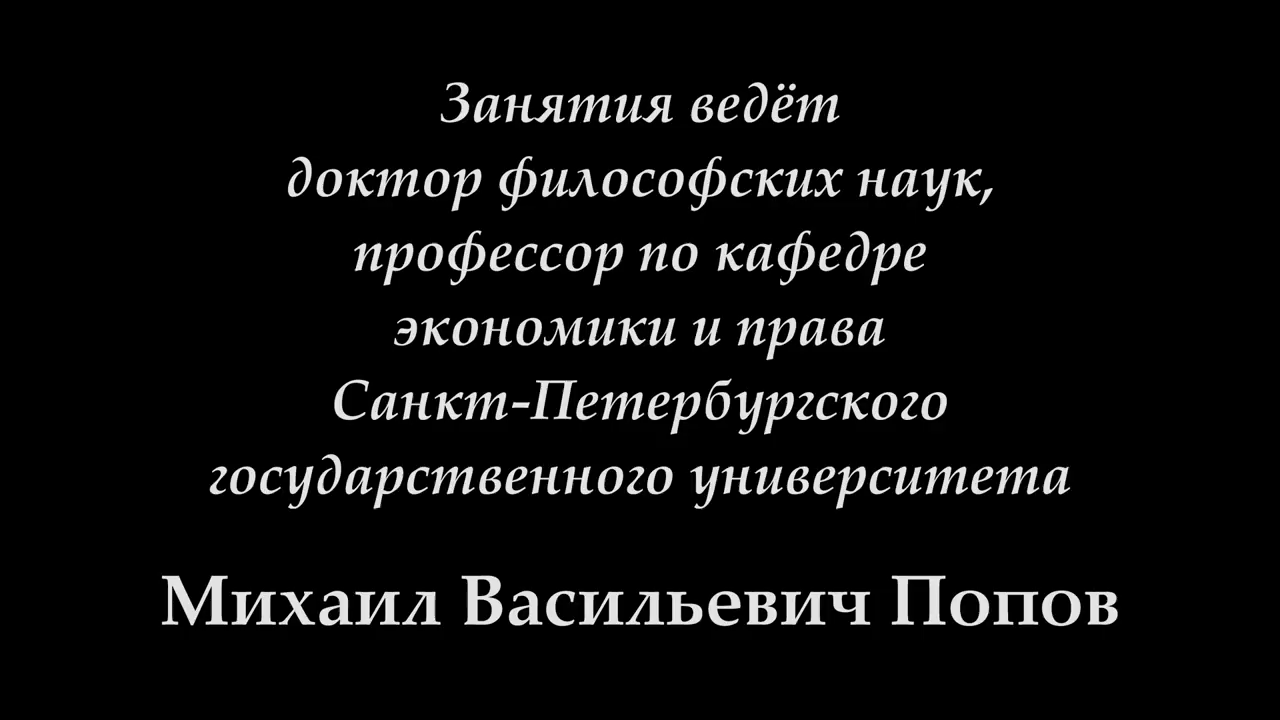 Занятия ведёт
доктор философских наук,
профессор по кафедре
экономики и права
Санкт-Петербургского
государственного университета
Михаил Васильевич Попов